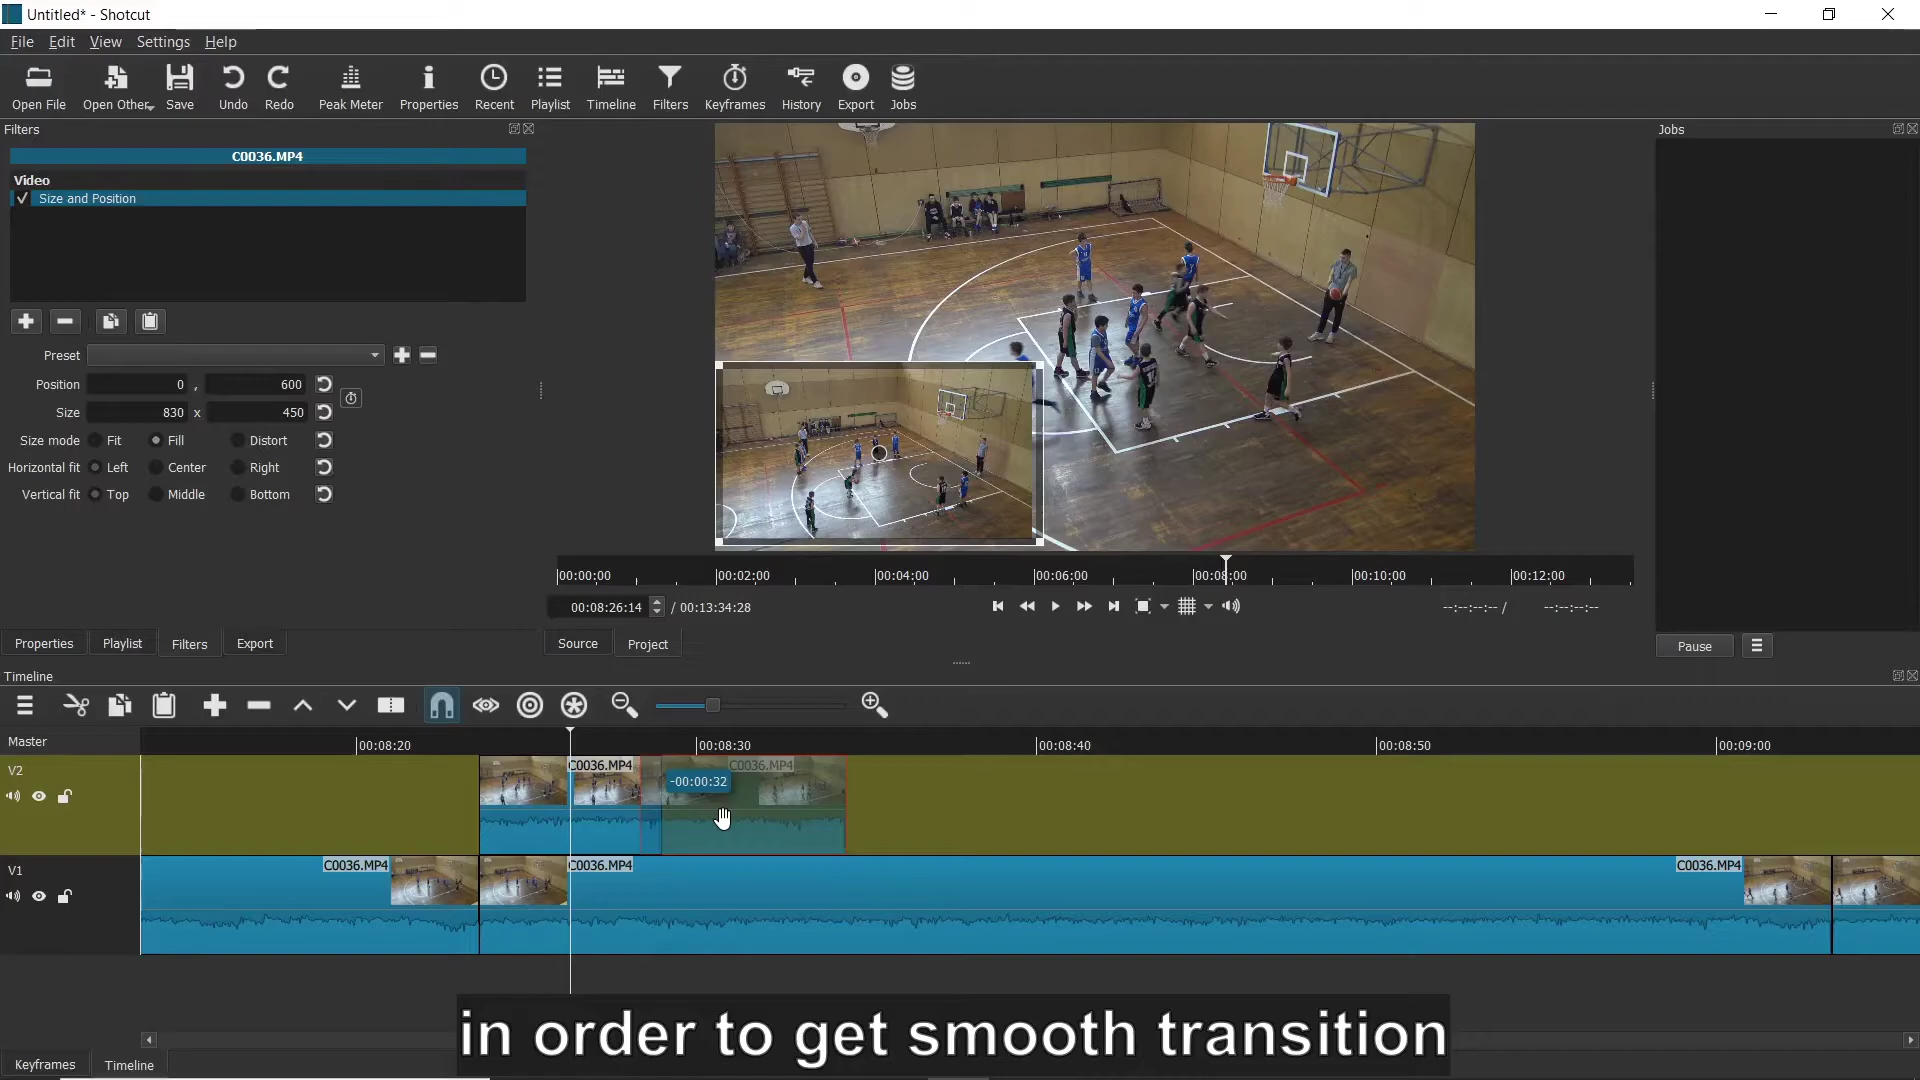 Untitled* - Shotcut
File Edit View Settings Help
Open File Open Other Save Undo Redo Peak Meter Properties Recent Playlist Timeline Filters Keyframes History Export Jobs
Filters
C0036.MP4
Video
Size and Position
Preset
Position 0 , 600
Size 830 x 450
Size mode Fit Fill Distort
Horizontal fit Left Center Right
Vertical fit Top Middle Bottom
Properties Playlist Filters Export
00:00:00 00:02:00 00:04:00 00:06:00 00:08:00 00:10:00 00:12:00
00:08:26:14 / 00:13:34:28 --:--:--:-- / --:--:--:--
Source Project
Jobs
Pause
Timeline
Master
00:08:20 00:08:30 00:08:40 00:08:50 00:09:00
V2
C0036.MP4 C0036.MP4
-00:00:32
V1
C0036.MP4 C0036.MP4 C0036.MP4
in order to get smooth transition
Keyframes Timeline